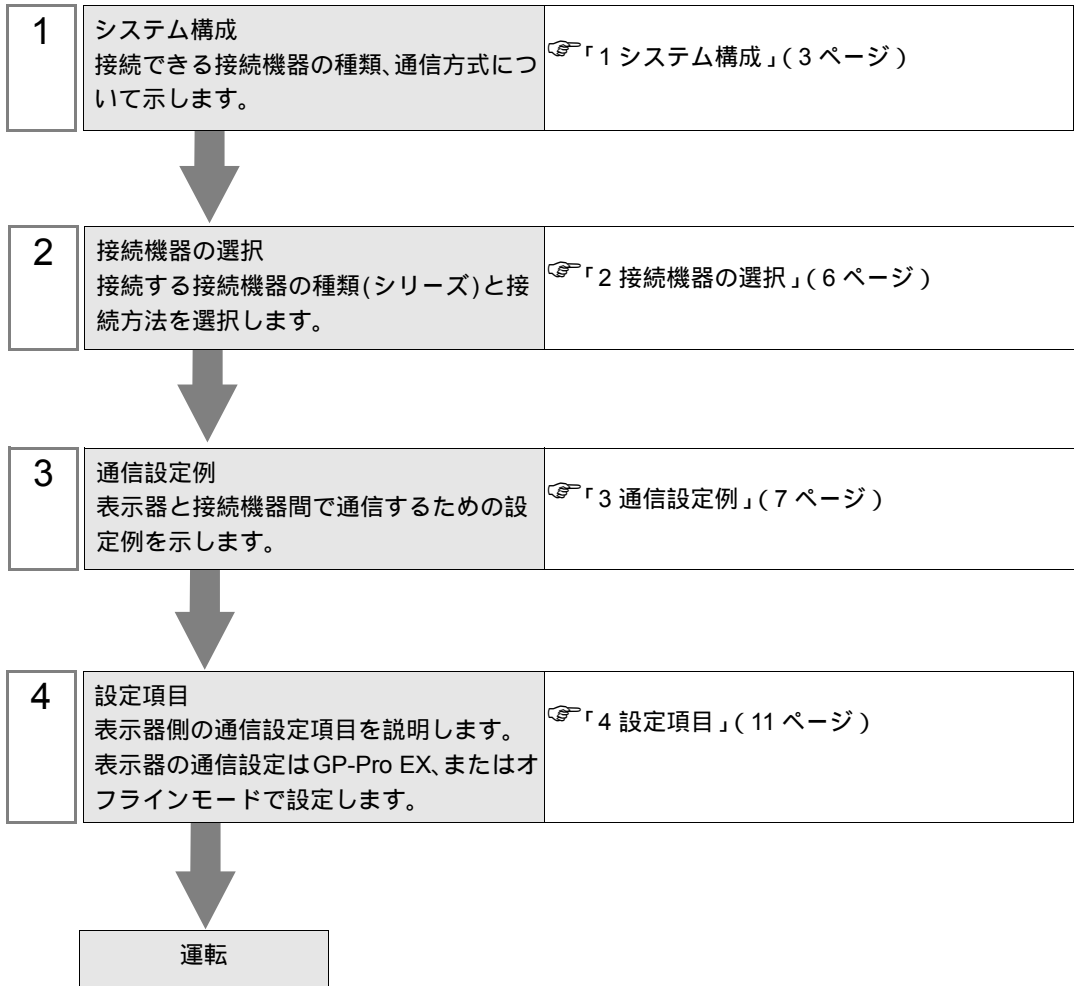 1
システム構成
接続できる接続機器の種類、通信方式につ
いて示します。
☞「1 システム構成」( 3 ページ )
2
接続機器の選択
接続する接続機器の種類(シリーズ)と接
続方法を選択します。
☞「2 接続機器の選択」( 6 ページ )
3
通信設定例
表示器と接続機器間で通信するための設
定例を示します。
☞「3 通信設定例」( 7 ページ )
4
設定項目
表示器側の通信設定項目を説明します。
表示器の通信設定はGP-Pro EX、またはオ
フラインモードで設定します。
☞「4 設定項目」( 11 ページ )
運転